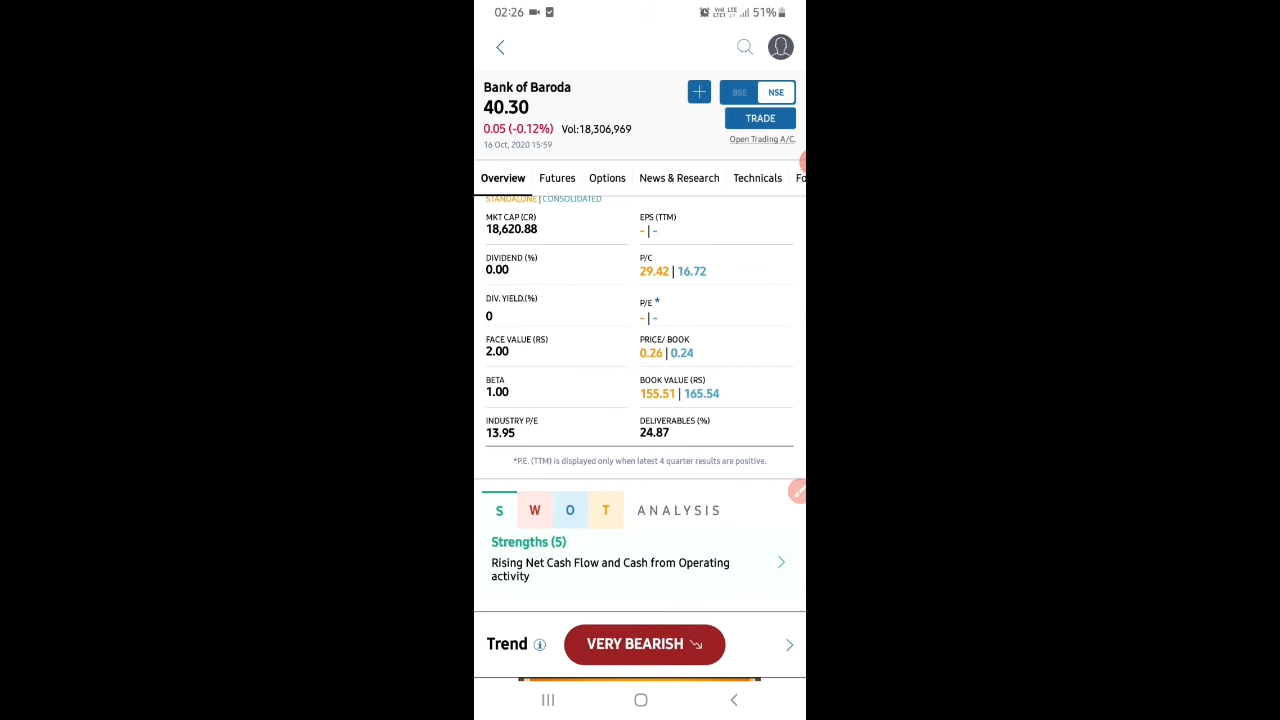 02:26
VoI) LTE
LTE1
51%
Bank of Baroda
40.30
BSE
NSE
0.05 (-0.12%) Vol:18,306,969
TRADE
16 Oct, 2020 15:59
Open Trading A/C.
Overview Futures Options News & Research Technicals Fo
STANDALONE | CONSOLIDATED
MKT CAP (CR)
18,620.88
EPS (TTM)
- | -
DIVIDEND (%)
0.00
P/C
29.42 | 16.72
DIV. YIELD.(%)
0
P/E *
- | -
FACE VALUE (RS)
2.00
PRICE/ BOOK
0.26 | 0.24
BETA
1.00
BOOK VALUE (RS)
155.51 | 165.54
INDUSTRY P/E
13.95
DELIVERABLES (%)
24.87
*P.E. (TTM) is displayed only when latest 4 quarter results are positive.
S W O T ANALYSIS
Strengths (5)
Rising Net Cash Flow and Cash from Operating
activity
Trend VERY BEARISH